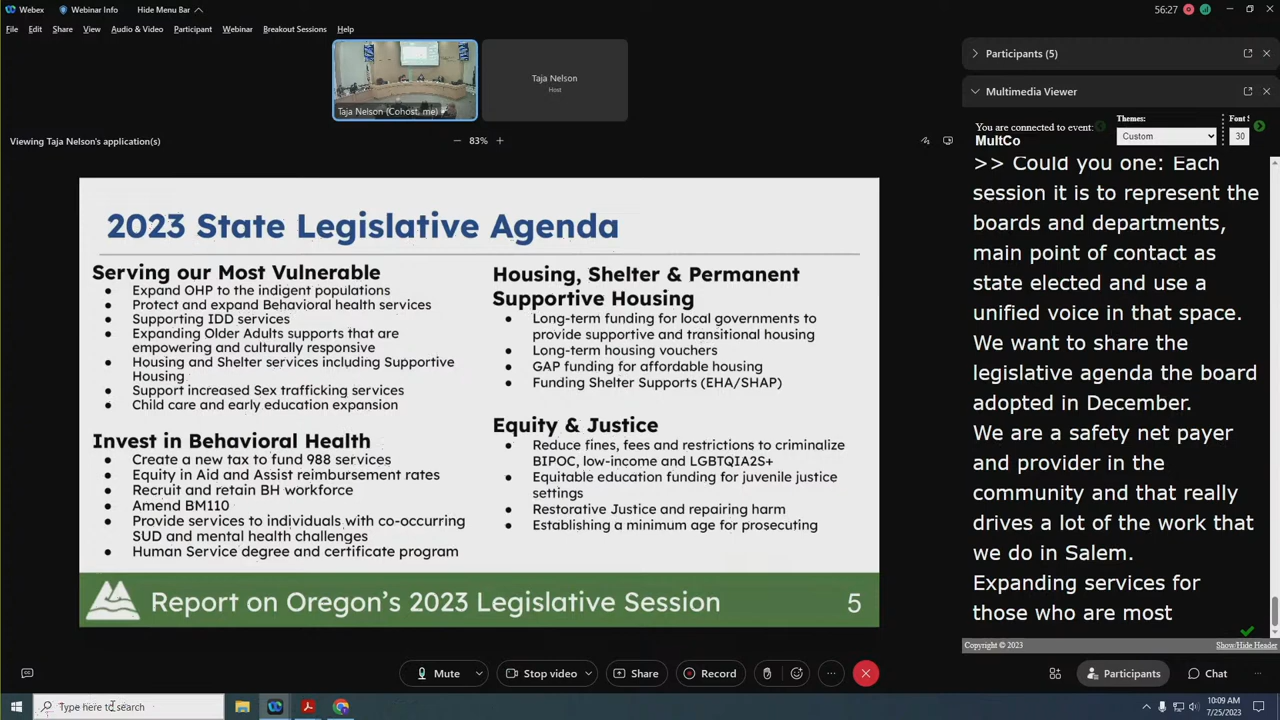 Webex
Webinar Info
Hide Menu Bar
56:27
File Edit Share View Audio & Video Participant Webinar Breakout Sessions Help
Taja Nelson (Cohost, me)
Taja Nelson
Host
Viewing Taja Nelson's application(s)
83%
2023 State Legislative Agenda
Serving our Most Vulnerable
Expand OHP to the indigent populations
Protect and expand Behavioral health services
Supporting IDD services
Expanding Older Adults supports that are
empowering and culturally responsive
Housing and Shelter services including Supportive
Housing
Support increased Sex trafficking services
Child care and early education expansion
Invest in Behavioral Health
Create a new tax to fund 988 services
Equity in Aid and Assist reimbursement rates
Recruit and retain BH workforce
Amend BM110
Provide services to individuals with co-occurring
SUD and mental health challenges
Human Service degree and certificate program
Housing, Shelter & Permanent
Supportive Housing
Long-term funding for local governments to
provide supportive and transitional housing
Long-term housing vouchers
GAP funding for affordable housing
Funding Shelter Supports (EHA/SHAP)
Equity & Justice
Reduce fines, fees and restrictions to criminalize
BIPOC, low-income and LGBTQIA2S+
Equitable education funding for juvenile justice
settings
Restorative Justice and repairing harm
Establishing a minimum age for prosecuting
Report on Oregon's 2023 Legislative Session
5
Participants (5)
Multimedia Viewer
You are connected to event:
MultCo
Themes:
Custom
Font S
30
>> Could you one: Each
session it is to represent the
boards and departments,
main point of contact as
state elected and use a
unified voice in that space.
We want to share the
legislative agenda the board
adopted in December.
We are a safety net payer
and provider in the
community and that really
drives a lot of the work that
we do in Salem.
Expanding services for
those who are most
Copyright © 2023
Show/Hide Header
Mute
Stop video
Share
Record
Participants
Chat
Type here to search
10:09 AM
7/25/2023